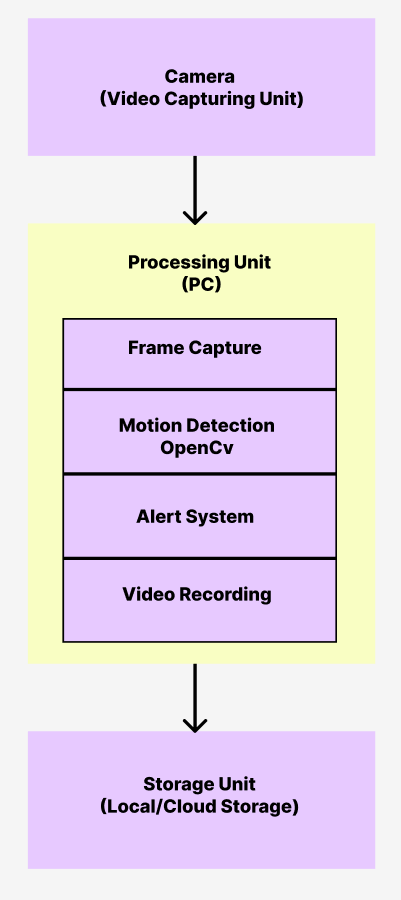 Camera
(Video Capturing Unit)
Processing Unit
(PC)
Frame Capture
Motion Detection
OpenCv
Alert System
Video Recording
Storage Unit
(Local/Cloud Storage)